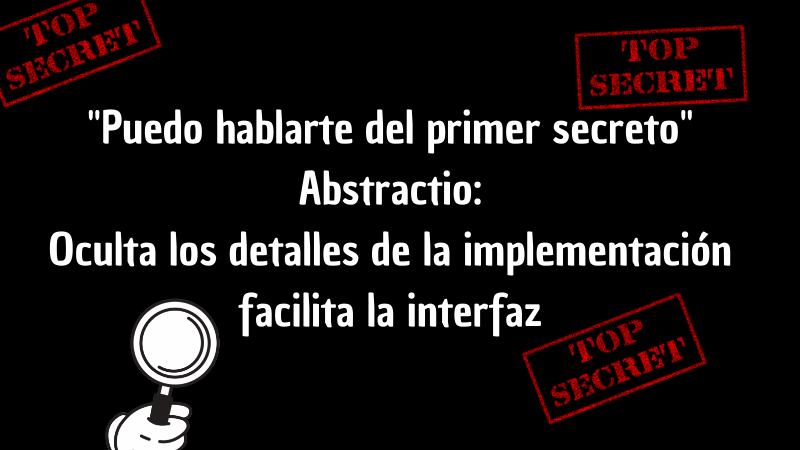 TOP
SECRET
TOP
SECRET
"Puedo hablarte del primer secreto"
Abstractio:
Oculta los detalles de la implementación
facilita la interfaz
TOP
SECRET